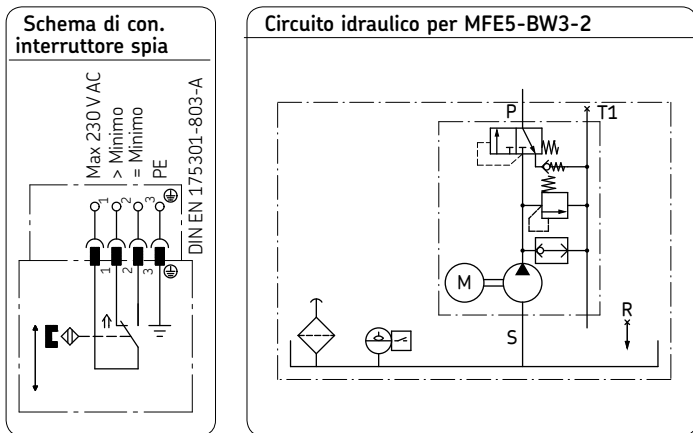 Schema di con.
interruttore spia
Max 230 V AC
> Minimo
= Minimo
PE
DIN EN 175301-803-A
1
2
3
1
2
3
Circuito idraulico per MFE5-BW3-2
P
T1
M
S
R